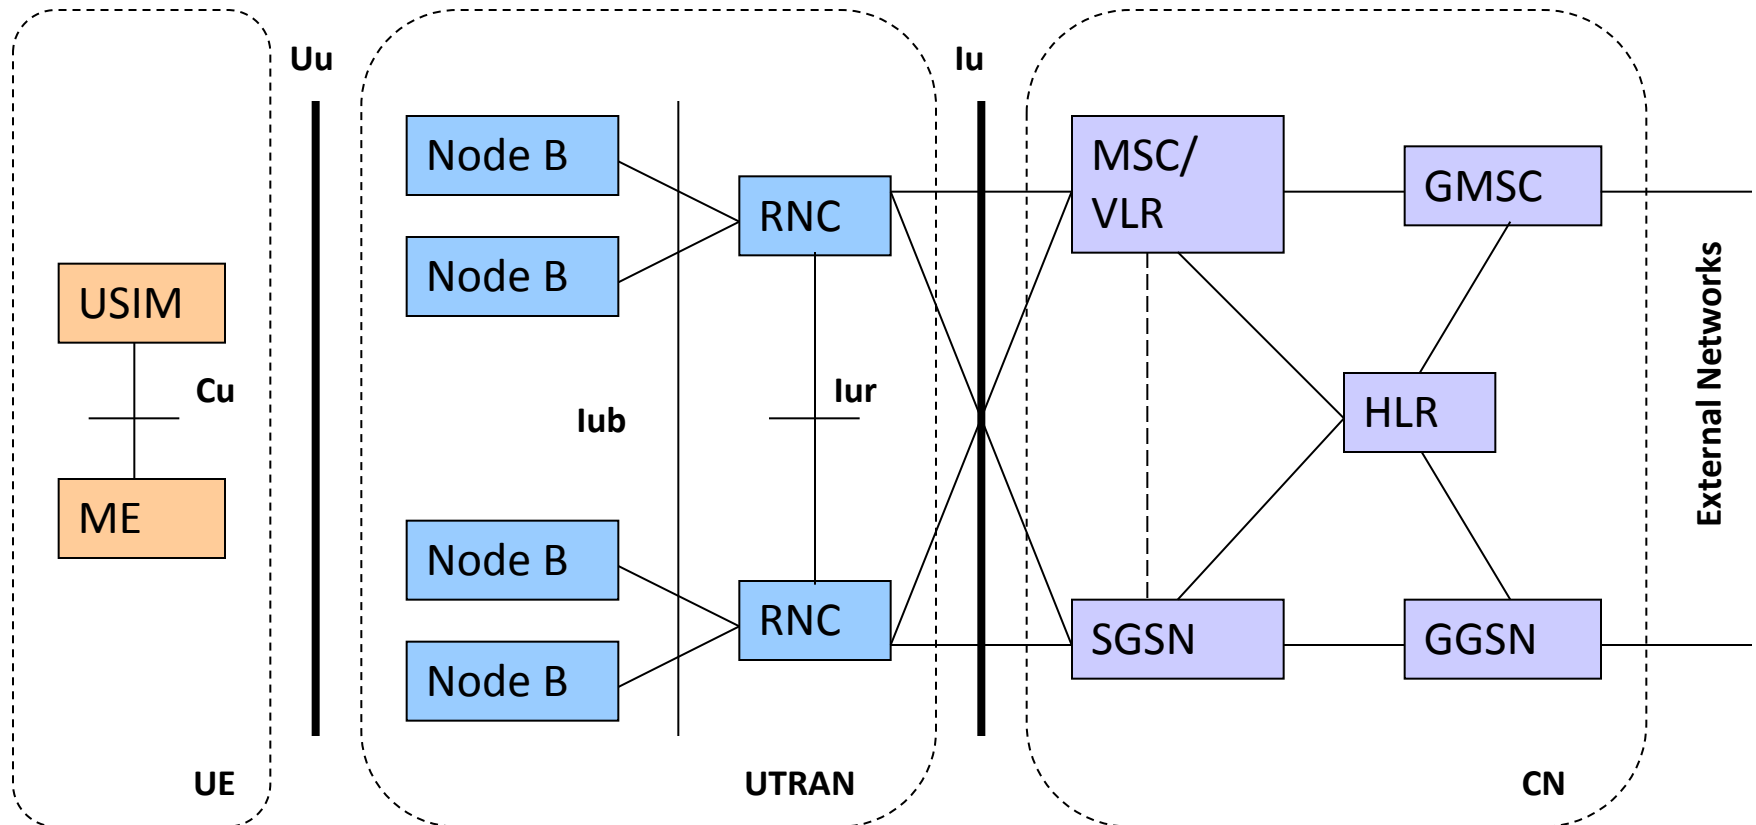 Uu
Iu
Node B
MSC/
VLR
GMSC
RNC
Node B
USIM
External Networks
Cu
Iur
Iub
HLR
ME
Node B
RNC
SGSN
GGSN
Node B
UE
UTRAN
CN